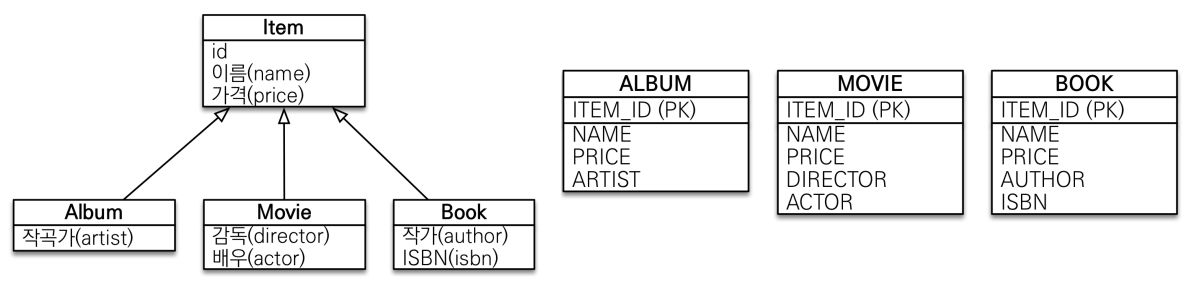 Item
id
이름(name)
가격(price)
Album
작곡가(artist)
Movie
감독(director)
배우(actor)
Book
작가(author)
ISBN(isbn)
ALBUM
ITEM_ID (PK)
NAME
PRICE
ARTIST
MOVIE
ITEM_ID (PK)
NAME
PRICE
DIRECTOR
ACTOR
BOOK
ITEM_ID (PK)
NAME
PRICE
AUTHOR
ISBN